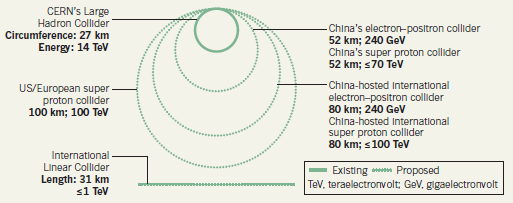 CERN's Large
Hadron Collider
Circumference: 27 km
Energy: 14 TeV
US/European super
proton collider
100 km; 100 TeV
International
Linear Collider
Length: 31 km
≤1 TeV
China's electron–positron collider
52 km; 240 GeV
China's super proton collider
52 km; ≤70 TeV
China-hosted international
electron–positron collider
80 km; 240 GeV
China-hosted international
super proton collider
80 km; ≤100 TeV
Existing Proposed
TeV, teraelectronvolt; GeV, gigaelectronvolt